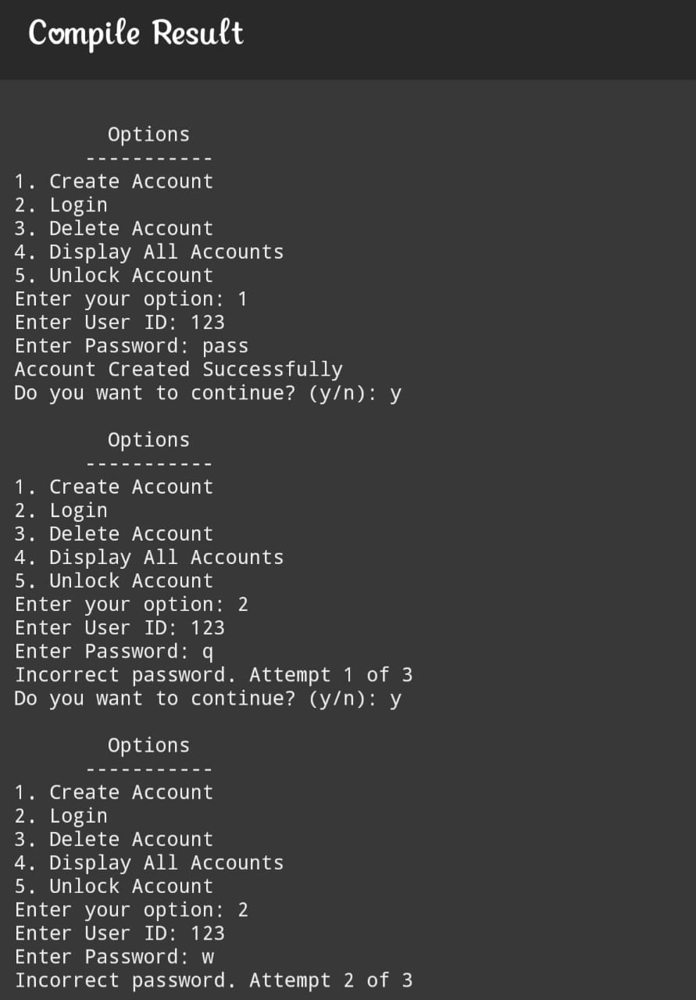 Compile Result
Options
-----------
1. Create Account
2. Login
3. Delete Account
4. Display All Accounts
5. Unlock Account
Enter your option: 1
Enter User ID: 123
Enter Password: pass
Account Created Successfully
Do you want to continue? (y/n): y
Options
-----------
1. Create Account
2. Login
3. Delete Account
4. Display All Accounts
5. Unlock Account
Enter your option: 2
Enter User ID: 123
Enter Password: q
Incorrect password. Attempt 1 of 3
Do you want to continue? (y/n): y
Options
-----------
1. Create Account
2. Login
3. Delete Account
4. Display All Accounts
5. Unlock Account
Enter your option: 2
Enter User ID: 123
Enter Password: w
Incorrect password. Attempt 2 of 3